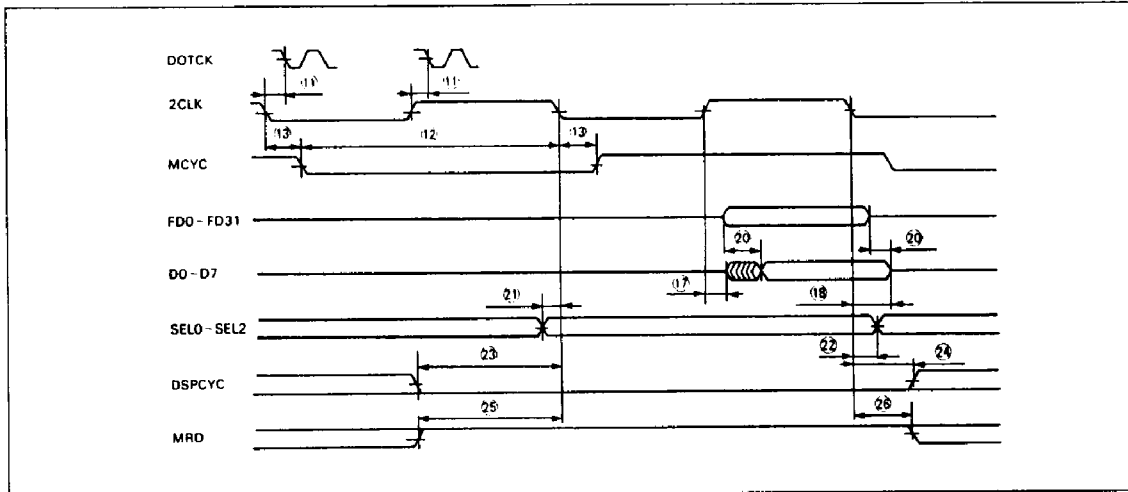 DOTCK
(11) (11)
2CLK
(13) (12) (13)
MCYC
FD0-FD31
(20) (20)
D0-D7
(17) (18)
(21)
SEL0-SEL2
(23) (22) (24)
DSPCYC
(25) (26)
MRD